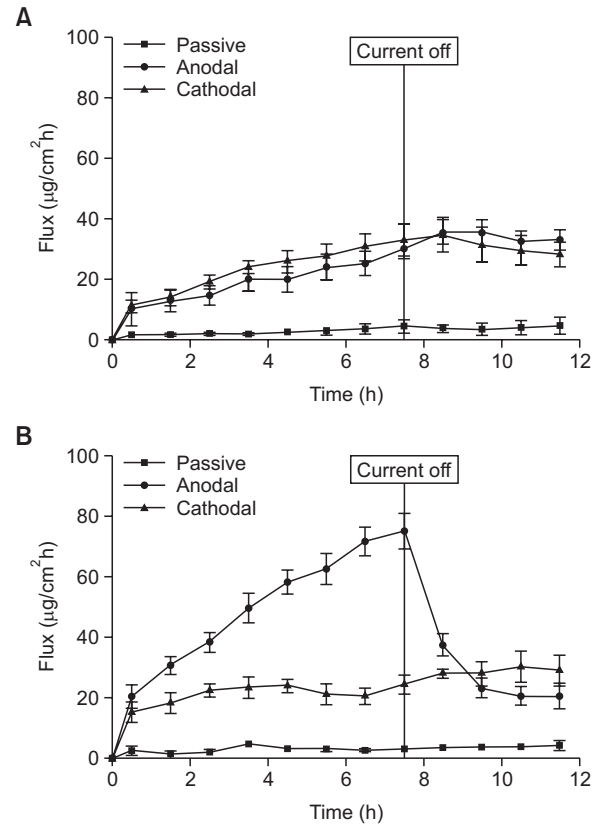 A
100
80
60
40
20
0
Flux (μg/cm²h)
Passive
Anodal
Cathodal
Current off
0 2 4 6 8 10 12
Time (h)
B
100
80
60
40
20
0
Flux (μg/cm²h)
Passive
Anodal
Cathodal
Current off
0 2 4 6 8 10 12
Time (h)